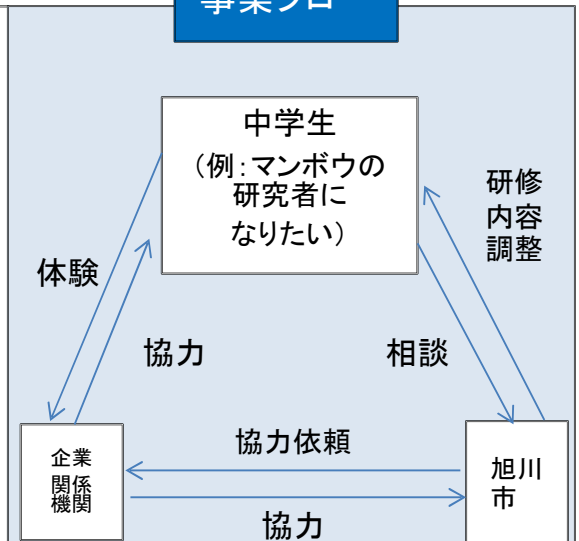 事業フロー
中学生
（例：マンボウの
研究者に
なりたい）
研修
内容
調整
体験
協力
相談
企業
関係
機関
協力依頼
旭川
市
協力